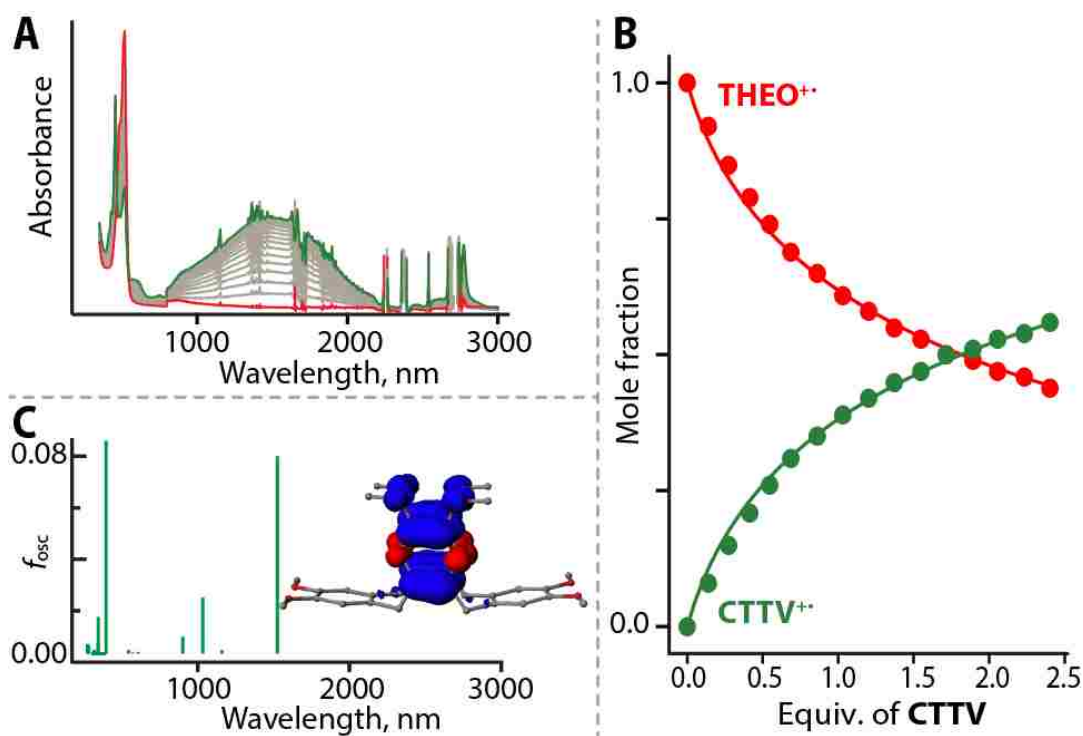 A
Absorbance
1000
2000
3000
Wavelength, nm
B
1.0
0.0
Mole fraction
THEO+•
CTTV+•
0.0
0.5
1.0
1.5
2.0
2.5
Equiv. of CTTV
C
0.08
0.00
fosc
1000
2000
3000
Wavelength, nm